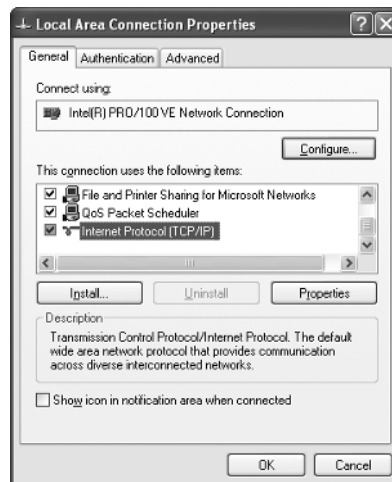 Local Area Connection Properties
General Authentication Advanced
Connect using:
Intel(R) PRO/100 VE Network Connection
Configure...
This connection uses the following items:
File and Printer Sharing for Microsoft Networks
QoS Packet Scheduler
Internet Protocol (TCP/IP)
Install... Uninstall Properties
Description
Transmission Control Protocol/Internet Protocol. The default
wide area network protocol that provides communication
across diverse interconnected networks.
Show icon in notification area when connected
OK Cancel